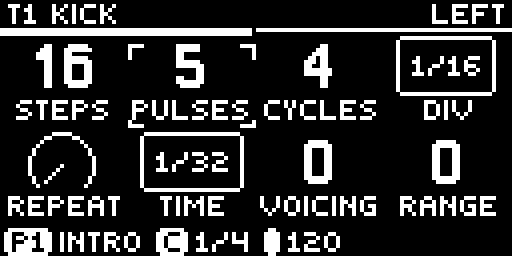 T1 KICK LEFT
16 5 4 1/16
STEPS PULSES CYCLES DIV
1/32 0 0
REPEAT TIME VOICING RANGE
P1 INTRO C 1/4 120